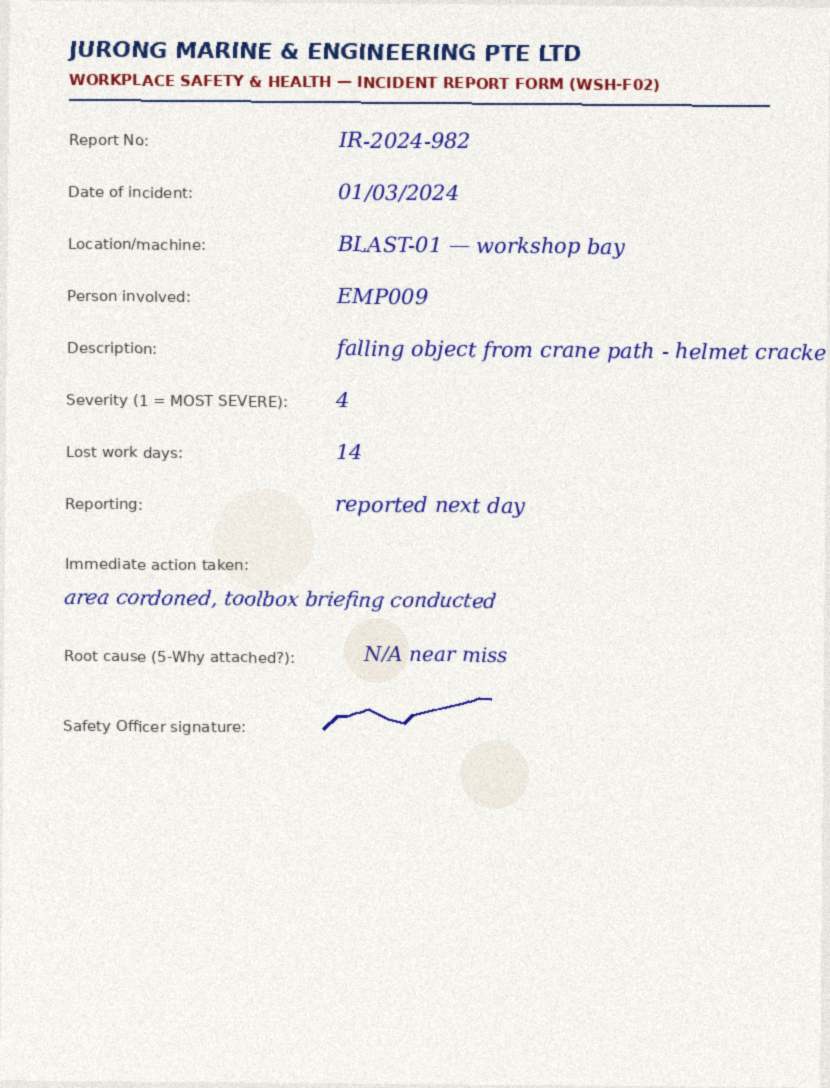 JURONG MARINE & ENGINEERING PTE LTD
WORKPLACE SAFETY & HEALTH — INCIDENT REPORT FORM (WSH-F02)
Report No: IR-2024-982
Date of incident: 01/03/2024
Location/machine: BLAST-01 — workshop bay
Person involved: EMP009
Description: falling object from crane path - helmet cracke
Severity (1 = MOST SEVERE): 4
Lost work days: 14
Reporting: reported next day
Immediate action taken:
area cordoned, toolbox briefing conducted
Root cause (5-Why attached?): N/A near miss
Safety Officer signature: